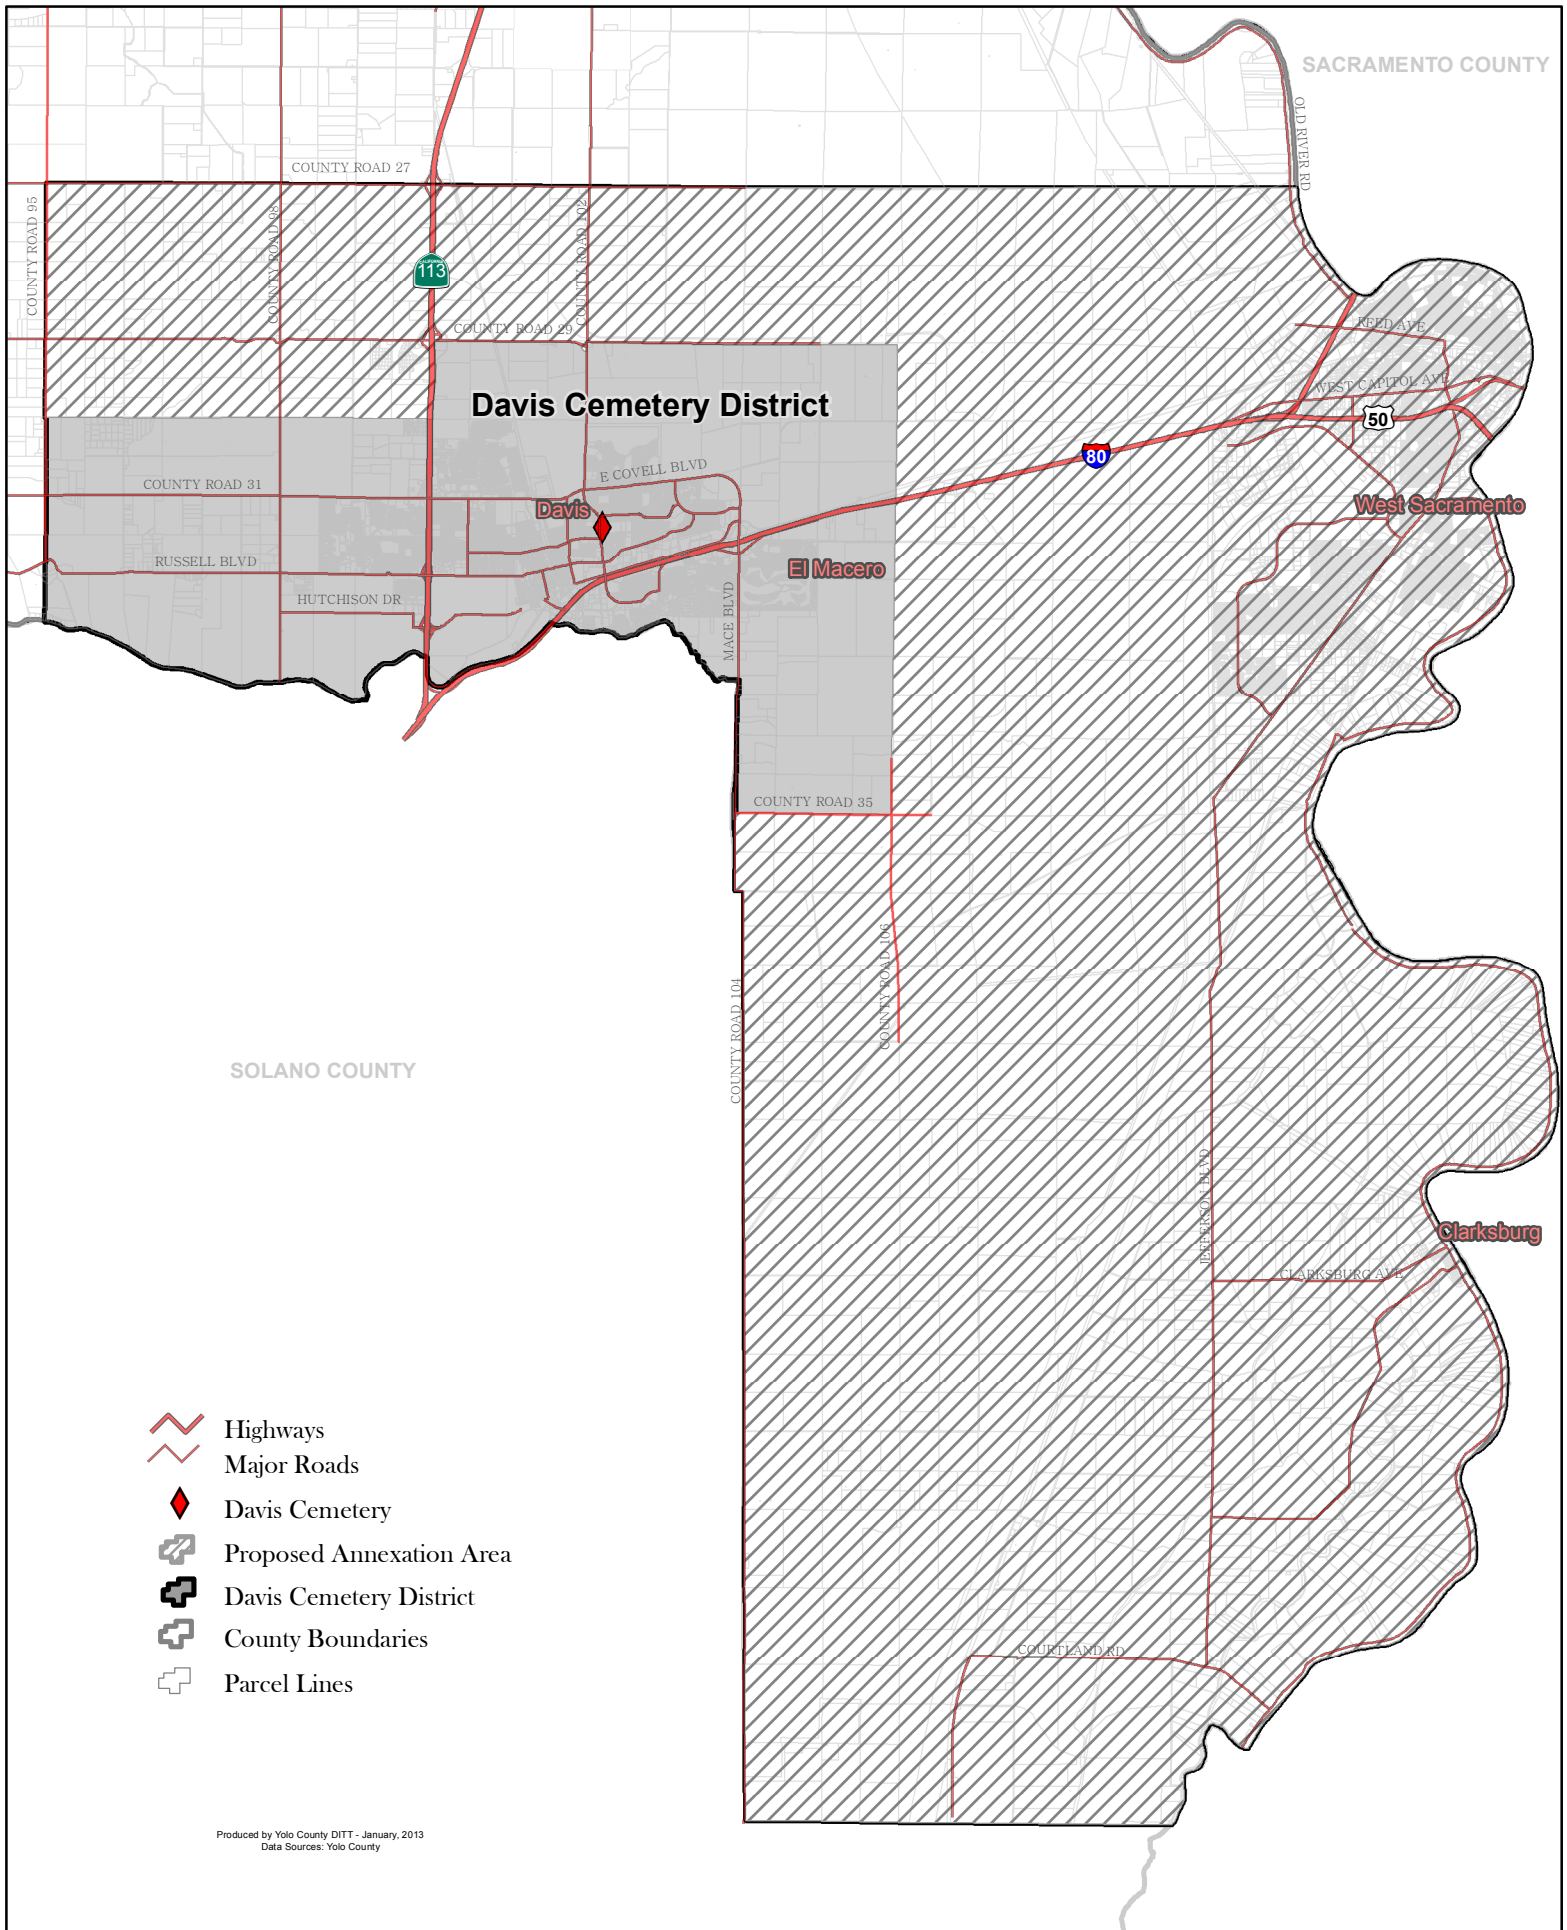 SACRAMENTO COUNTY
OLD RIVER RD
COUNTY ROAD 27
COUNTY ROAD 95
COUNTY ROAD 98
COUNTY ROAD 102
CALIFORNIA
113
COUNTY ROAD 29
REED AVE
WEST CAPITOL AVE
Davis Cemetery District
50
80
E COVELL BLVD
COUNTY ROAD 31
Davis
West Sacramento
RUSSELL BLVD
El Macero
HUTCHISON DR
MACE BLVD
COUNTY ROAD 35
COUNTY ROAD 106
COUNTY ROAD 104
SOLANO COUNTY
JEFFERSON BLVD
Clarksburg
CLARKSBURG AVE
Highways
Major Roads
Davis Cemetery
Proposed Annexation Area
Davis Cemetery District
County Boundaries
Parcel Lines
COURTLAND RD
Produced by Yolo County DITT - January, 2013
Data Sources: Yolo County